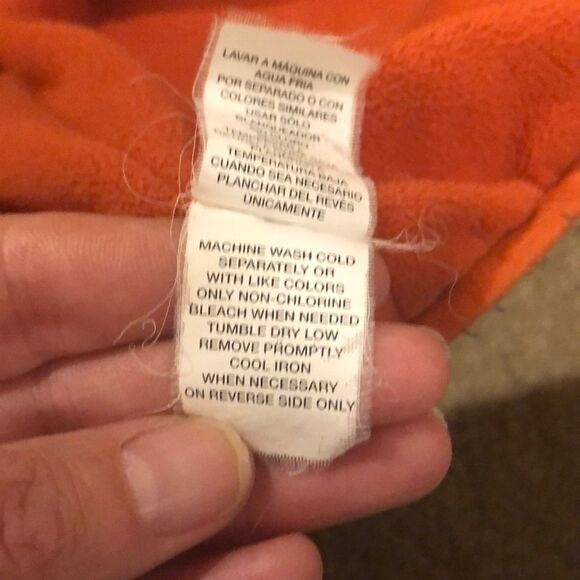 LAVAR A MÁQUINA CON
AGUA FRIA
POR SEPARADO O CON
COLORES SIMILARES
USAR SÓLO
BLANQUEADOR
TEMPERATURA BAJA
CUANDO SEA NECESARIO
PLANCHAR DEL REVES
UNICAMENTE
MACHINE WASH COLD
SEPARATELY OR
WITH LIKE COLORS
ONLY NON-CHLORINE
BLEACH WHEN NEEDED
TUMBLE DRY LOW
REMOVE PROMPTLY
COOL IRON
WHEN NECESSARY
ON REVERSE SIDE ONLY